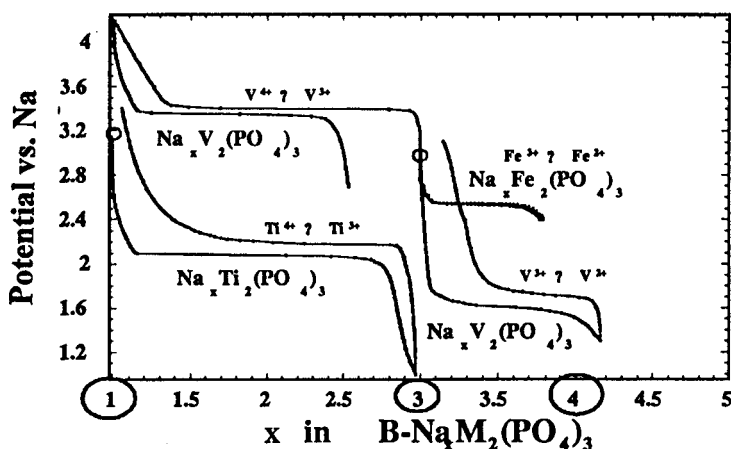 Potential vs. Na
4
3.6
3.2
2.8
2.4
2
1.6
1.2
V⁴⁺ ? V³⁺
NaₓV₂(PO₄)₃
Fe³⁺ ? Fe²⁺
NaₓFe₂(PO₄)₃
Ti⁴⁺ ? Ti³⁺
NaₓTi₂(PO₄)₃
V³⁺ ? V²⁺
NaₓV₂(PO₄)₃
1 1.5 2 2.5 3 3.5 4 4.5 5
x in B-NaₓM₂(PO₄)₃